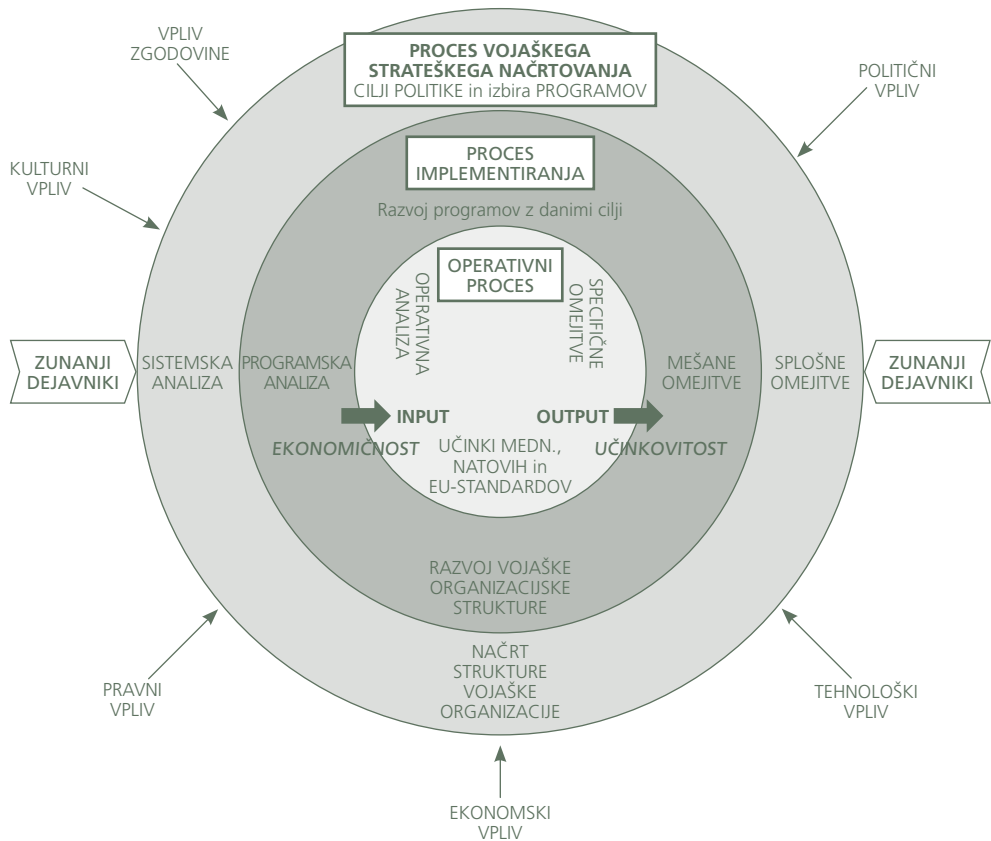 VPLIV
ZGODOVINE
PROCES VOJAŠKEGA
STRATEŠKEGA NAČRTOVANJA
CILJI POLITIKE in izbira PROGRAMOV
POLITIČNI
VPLIV
KULTURNI
VPLIV
PROCES
IMPLEMENTIRANJA
Razvoj programov z danimi cilji
OPERATIVNI
PROCES
OPERATIVNA
ANALIZA
SPECIFIČNE
OMEJITVE
ZUNANJI
DEJAVNIKI
SISTEMSKA
ANALIZA
PROGRAMSKA
ANALIZA
MEŠANE
OMEJITVE
SPLOŠNE
OMEJITVE
ZUNANJI
DEJAVNIKI
INPUT
OUTPUT
EKONOMIČNOST
UČINKOVITOST
UČINKI MEDN.,
NATOVIH in
EU-STANDARDOV
RAZVOJ VOJAŠKE
ORGANIZACIJSKE
STRUKTURE
NAČRT
STRUKTURE
VOJAŠKE
ORGANIZACIJE
PRAVNI
VPLIV
TEHNOLOŠKI
VPLIV
EKONOMSKI
VPLIV